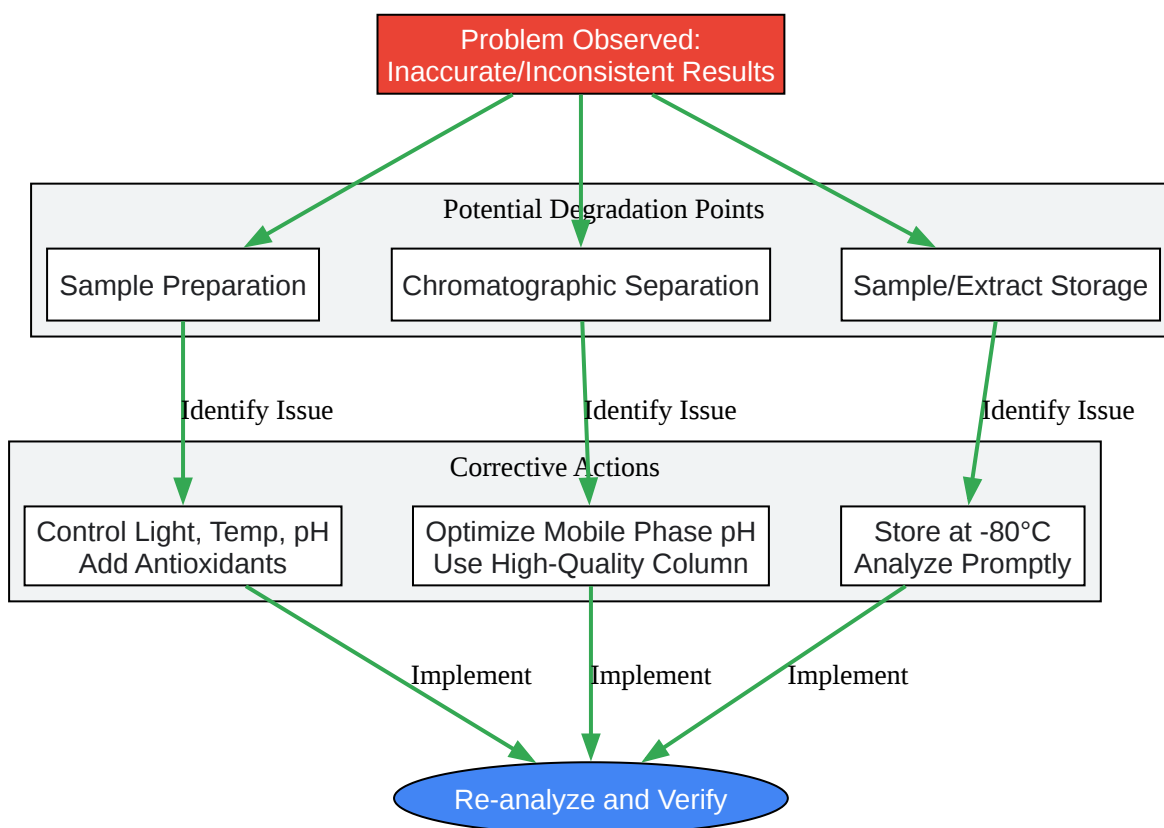 Problem Observed:
Inaccurate/Inconsistent Results
Potential Degradation Points
Sample Preparation
Chromatographic Separation
Sample/Extract Storage
Identify Issue
Identify Issue
Identify Issue
Corrective Actions
Control Light, Temp, pH
Add Antioxidants
Optimize Mobile Phase pH
Use High-Quality Column
Store at -80°C
Analyze Promptly
Implement
Implement
Implement
Re-analyze and Verify